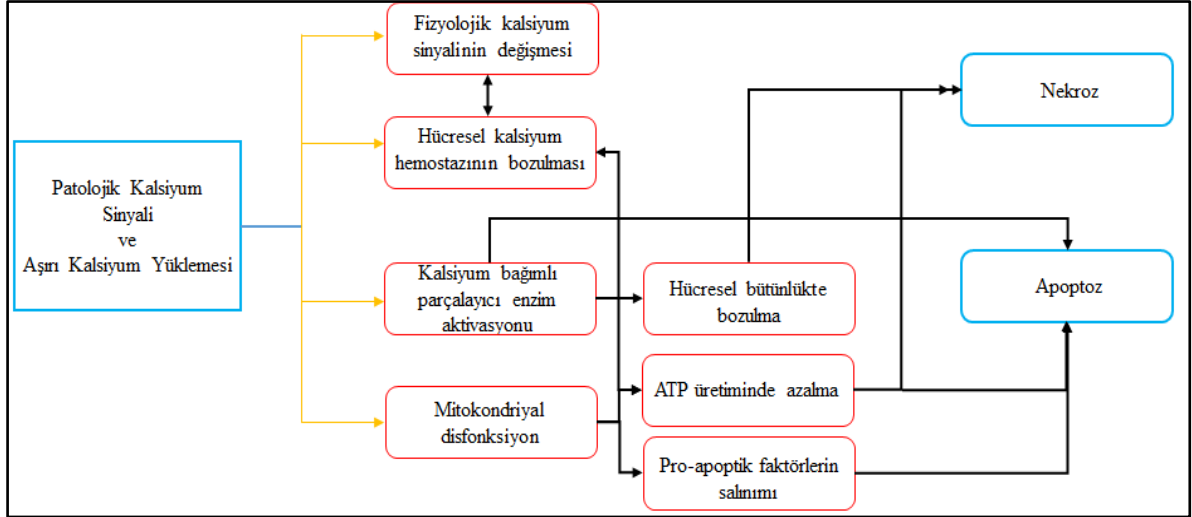 Patolojik Kalsiyum
Sinyali
ve
Aşırı Kalsiyum Yüklemesi
Fizyolojik kalsiyum
sinyalinin değişmesi
Hücresel kalsiyum
hemostazının bozulması
Kalsiyum bağımlı
parçalayıcı enzim
aktivasyonu
Mitokondriyal
disfonksiyon
Hücresel bütünlükte
bozulma
ATP üretiminde azalma
Pro-apoptik faktörlerin
salınımı
Nekroz
Apoptoz